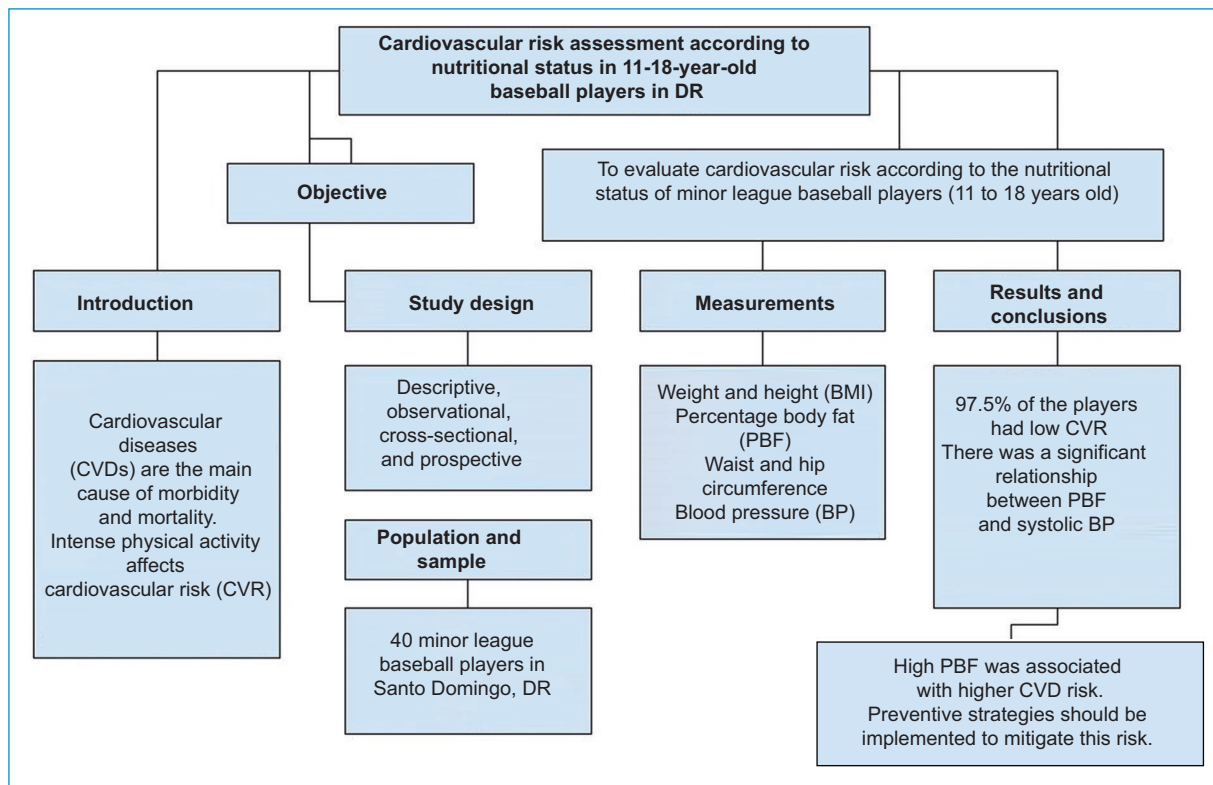 Cardiovascular risk assessment according to
nutritional status in 11-18-year-old
baseball players in DR
Objective
To evaluate cardiovascular risk according to the nutritional
status of minor league baseball players (11 to 18 years old)
Introduction
Cardiovascular
diseases
(CVDs) are the main
cause of morbidity
and mortality.
Intense physical activity
affects
cardiovascular risk (CVR)
Study design
Descriptive,
observational,
cross-sectional,
and prospective
Population and
sample
40 minor league
baseball players in
Santo Domingo, DR
Measurements
Weight and height (BMI)
Percentage body fat
(PBF)
Waist and hip
circumference
Blood pressure (BP)
Results and
conclusions
97.5% of the players
had low CVR
There was a significant
relationship
between PBF
and systolic BP
High PBF was associated
with higher CVD risk.
Preventive strategies should be
implemented to mitigate this risk.